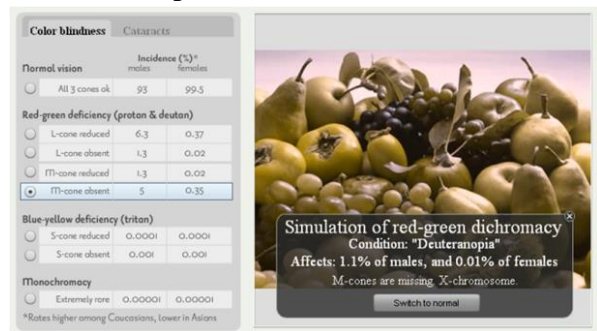 Color blindness Cataracts
Incidence (%)*
Normal vision males females
All 3 cones ok 93 99.5
Red-green deficiency (protan & deutan)
L-cone reduced 6.3 0.37
L-cone absent 1.3 0.02
M-cone reduced 1.3 0.02
M-cone absent 5 0.35
Blue-yellow deficiency (tritan)
S-cone reduced 0.0001 0.0001
S-cone absent 0.001 0.001
Monochromacy
Extremely rare 0.00001 0.00001
*Rates higher among Caucasians, lower in Asians
Simulation of red-green dichromacy
Condition: "Deuteranopia"
Affects: 1.1% of males, and 0.01% of females
M-cones are missing, X-chromosome.
Switch to normal